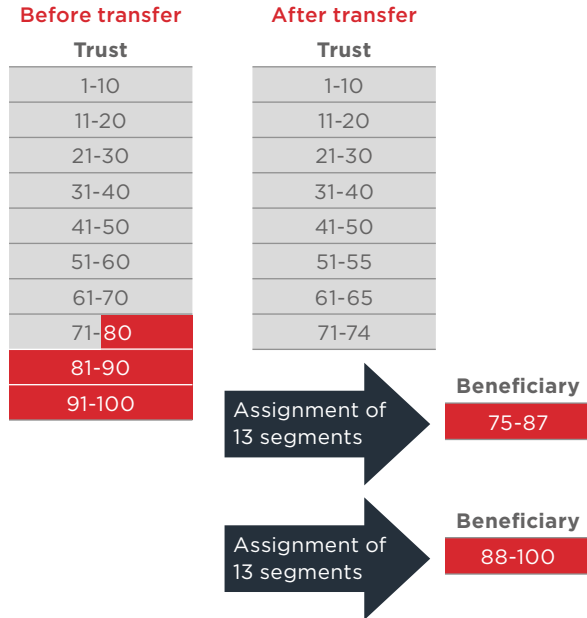 Before transfer
Trust
1-10
11-20
21-30
31-40
41-50
51-60
61-70
71-80
81-90
91-100
After transfer
Trust
1-10
11-20
21-30
31-40
41-50
51-55
61-65
71-74
Assignment of
13 segments
Beneficiary
75-87
Assignment of
13 segments
Beneficiary
88-100